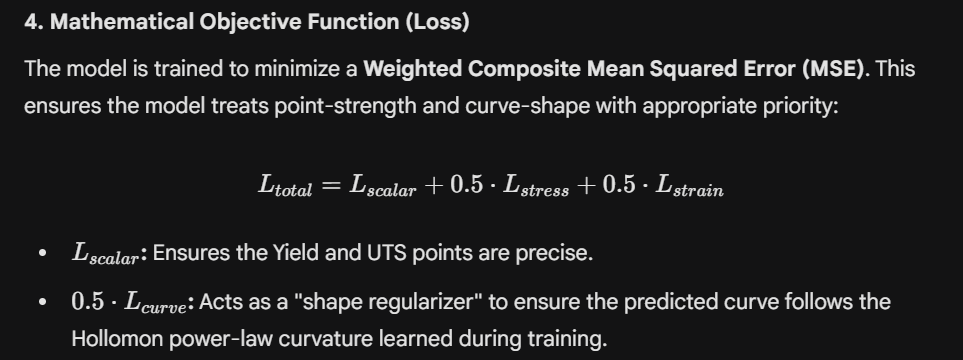 4. Mathematical Objective Function (Loss)
The model is trained to minimize a Weighted Composite Mean Squared Error (MSE). This
ensures the model treats point-strength and curve-shape with appropriate priority:
L_{total} = L_{scalar} + 0.5 · L_{stress} + 0.5 · L_{strain}
• L_{scalar}: Ensures the Yield and UTS points are precise.
• 0.5 · L_{curve}: Acts as a "shape regularizer" to ensure the predicted curve follows the
Hollomon power-law curvature learned during training.